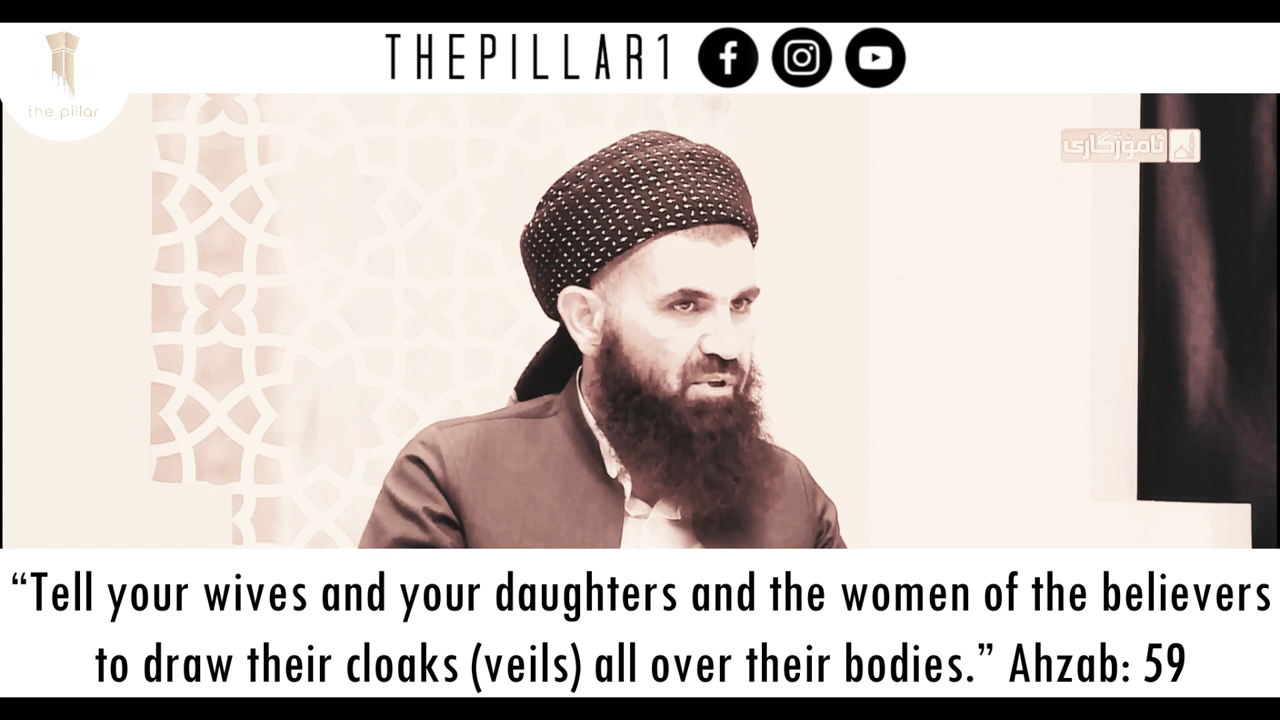 THEPILLAR1
the pillar
ئامۆژگاری
“Tell your wives and your daughters and the women of the believers
to draw their cloaks (veils) all over their bodies.” Ahzab: 59